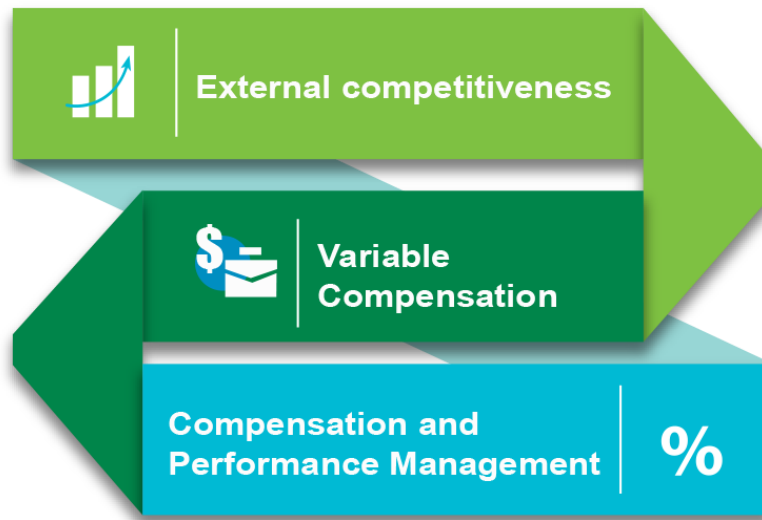 External competitiveness
$
Variable
Compensation
Compensation and
Performance Management
%